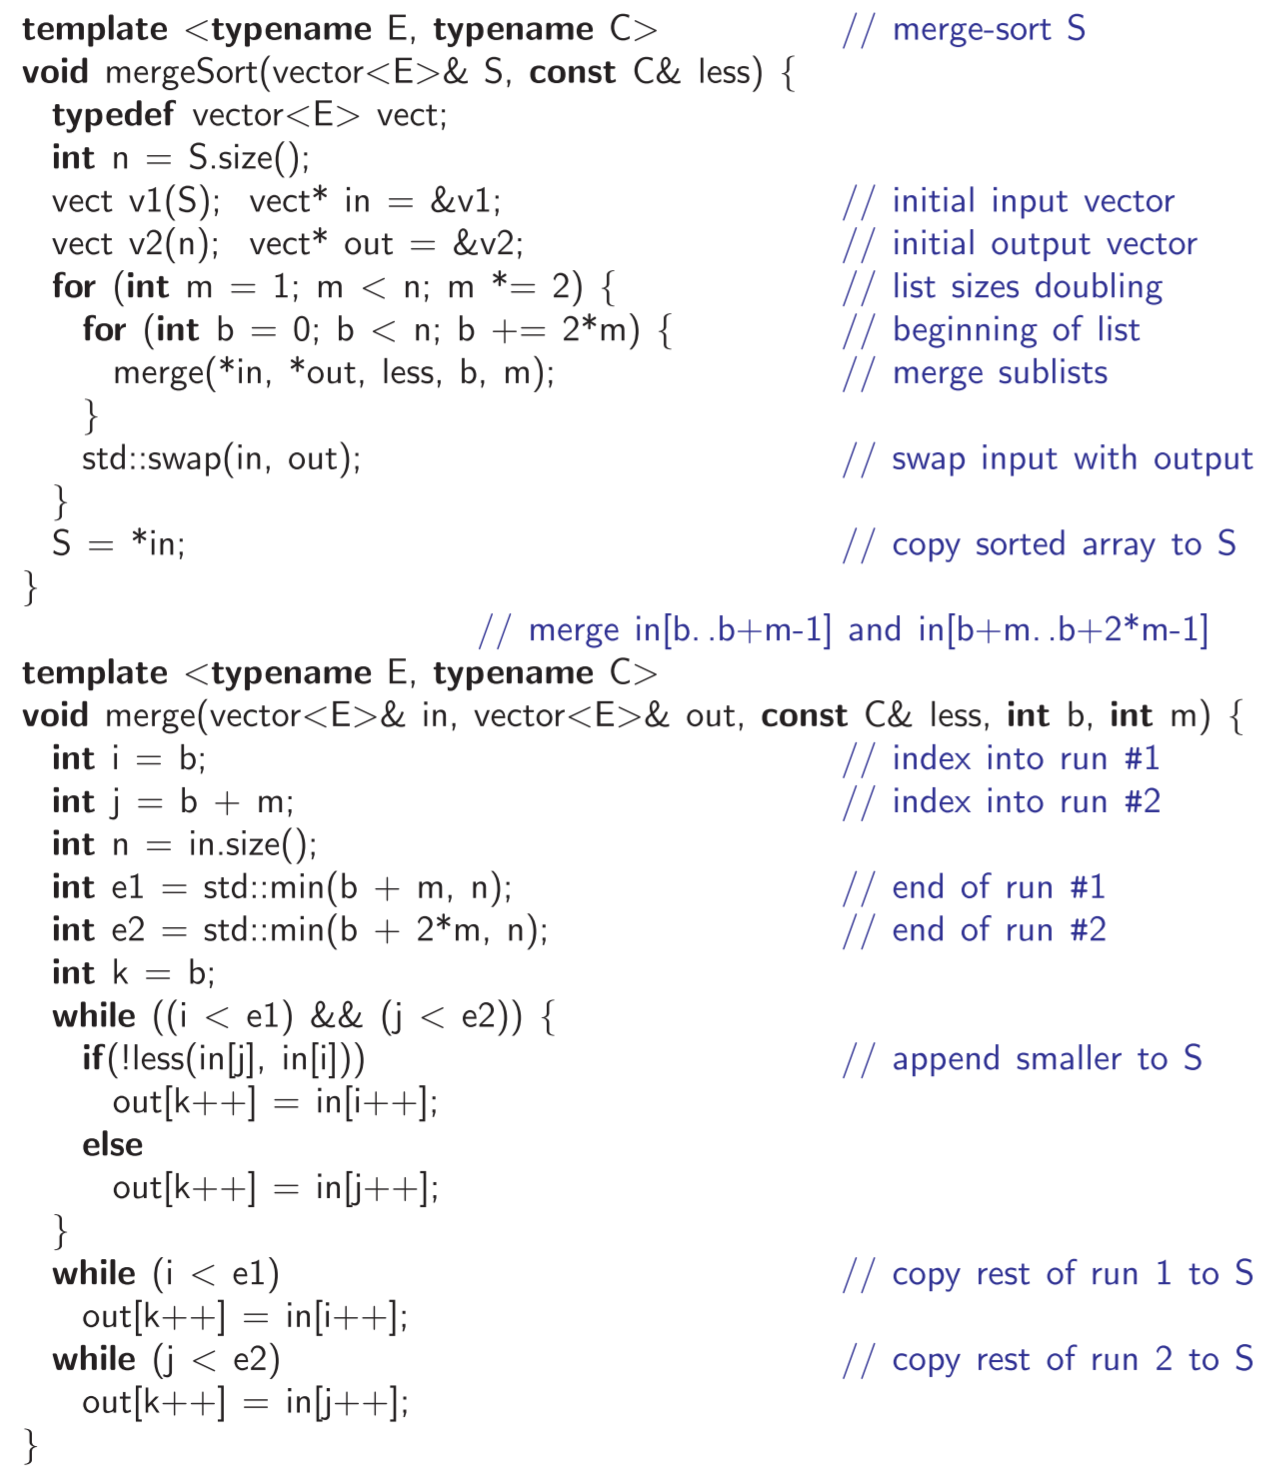 template <typename E, typename C> // merge-sort S
void mergeSort(vector<E>& S, const C& less) {
typedef vector<E> vect;
int n = S.size();
vect v1(S); vect* in = &v1; // initial input vector
vect v2(n); vect* out = &v2; // initial output vector
for (int m = 1; m < n; m *= 2) { // list sizes doubling
for (int b = 0; b < n; b += 2*m) { // beginning of list
merge(*in, *out, less, b, m); // merge sublists
}
std::swap(in, out); // swap input with output
}
S = *in; // copy sorted array to S
}
// merge in[b..b+m-1] and in[b+m..b+2*m-1]
template <typename E, typename C>
void merge(vector<E>& in, vector<E>& out, const C& less, int b, int m) {
int i = b; // index into run #1
int j = b + m; // index into run #2
int n = in.size();
int e1 = std::min(b + m, n); // end of run #1
int e2 = std::min(b + 2*m, n); // end of run #2
int k = b;
while ((i < e1) && (j < e2)) {
if(!less(in[j], in[i])) // append smaller to S
out[k++] = in[i++];
else
out[k++] = in[j++];
}
while (i < e1) // copy rest of run 1 to S
out[k++] = in[i++];
while (j < e2) // copy rest of run 2 to S
out[k++] = in[j++];
}